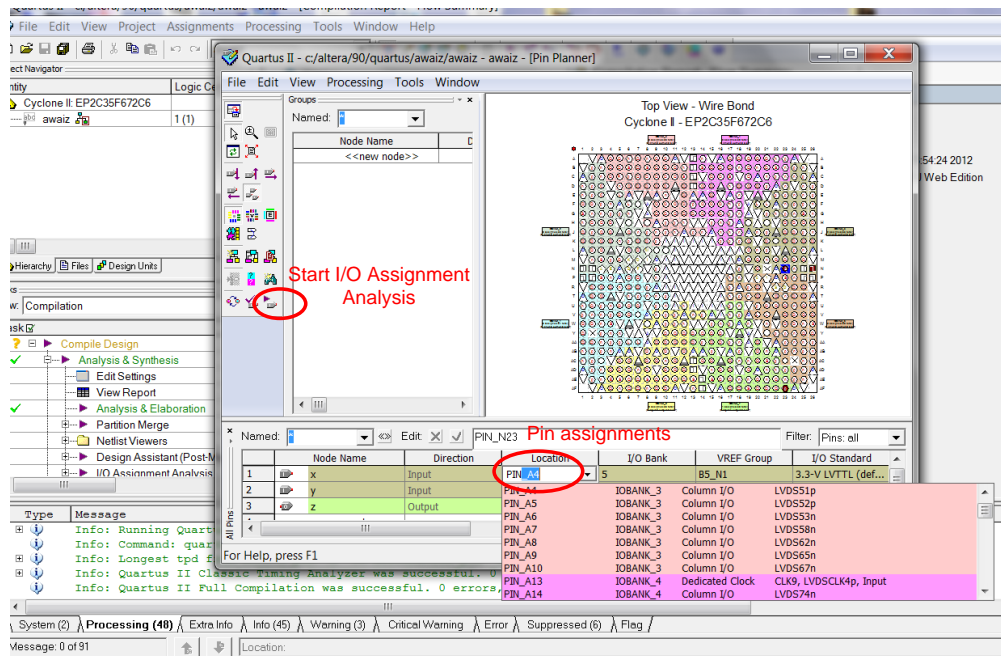 File Edit View Project Assignments Processing Tools Window Help
Quartus II - c:/altera/90/quartus/awaiz/awaiz - awaiz - [Pin Planner]
File Edit View Processing Tools Window
ect Navigator
ntity Logic Ce
Cyclone II: EP2C35F672C6
awaiz 1 (1)
Hierarchy Files Design Units
w: Compilation
ask
Compile Design
Analysis & Synthesis
Edit Settings
View Report
Analysis & Elaboration
Partition Merge
Netlist Viewers
Design Assistant (Post-M
I/O Assignment Analysis
Groups
Named: *
Node Name D
<<new node>>
Start I/O Assignment
Analysis
Top View - Wire Bond
Cyclone II - EP2C35F672C6
:54:24 2012
l Web Edition
Named: * Edit: PIN_N23 Pin assignments Filter: Pins: all
Node Name Direction Location I/O Bank VREF Group I/O Standard
1 x Input PIN_A4 5 B5_N1 3.3-V LVTTL (def...
2 y Input
3 z Output
All Pins
PIN_A4 IOBANK_3 Column I/O LVDS51p
PIN_A5 IOBANK_3 Column I/O LVDS52p
PIN_A6 IOBANK_3 Column I/O LVDS53n
PIN_A7 IOBANK_3 Column I/O LVDS58n
PIN_A8 IOBANK_3 Column I/O LVDS62n
PIN_A9 IOBANK_3 Column I/O LVDS65n
PIN_A10 IOBANK_3 Column I/O LVDS67n
PIN_A13 IOBANK_4 Dedicated Clock CLK9, LVDSCLK4p, Input
PIN_A14 IOBANK_4 Column I/O LVDS74n
For Help, press F1
Type Message
Info: Running Quart
Info: Command: quar
Info: Longest tpd f
Info: Quartus II Classic Timing Analyzer was successful. 0
Info: Quartus II Full Compilation was successful. 0 errors,
System (2) Processing (48) Extra Info Info (45) Warning (3) Critical Warning Error Suppressed (6) Flag
Message: 0 of 91 Location: